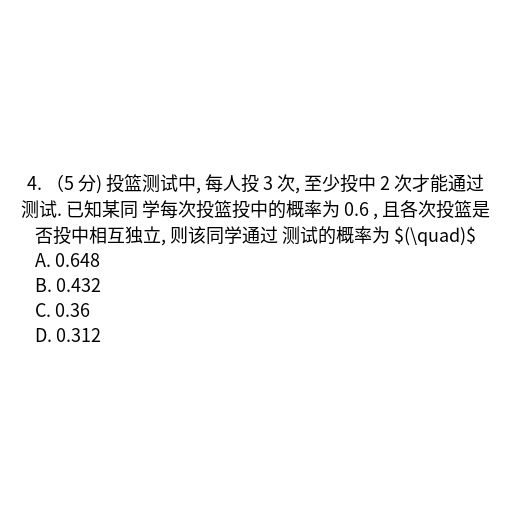 4. （5 分) 投篮测试中, 每人投 3 次, 至少投中 2 次才能通过
测试. 已知某同 学每次投篮投中的概率为 0.6 , 且各次投篮是
否投中相互独立, 则该同学通过 测试的概率为 $(\quad)$
A. 0.648
B. 0.432
C. 0.36
D. 0.312